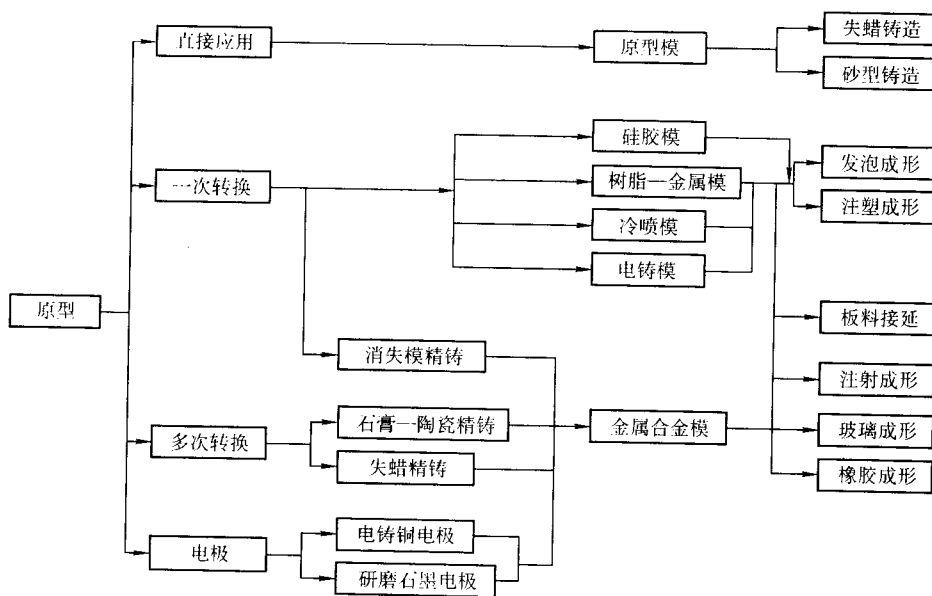 直接应用
原型模
失蜡铸造
砂型铸造
硅胶模
一次转换
树脂—金属模
发泡成形
注塑成形
冷喷模
电铸模
原型
板料接延
消失模精铸
注射成形
石膏—陶瓷精铸
多次转换
金属合金模
玻璃成形
失蜡精铸
橡胶成形
电铸铜电极
电极
研磨石墨电极